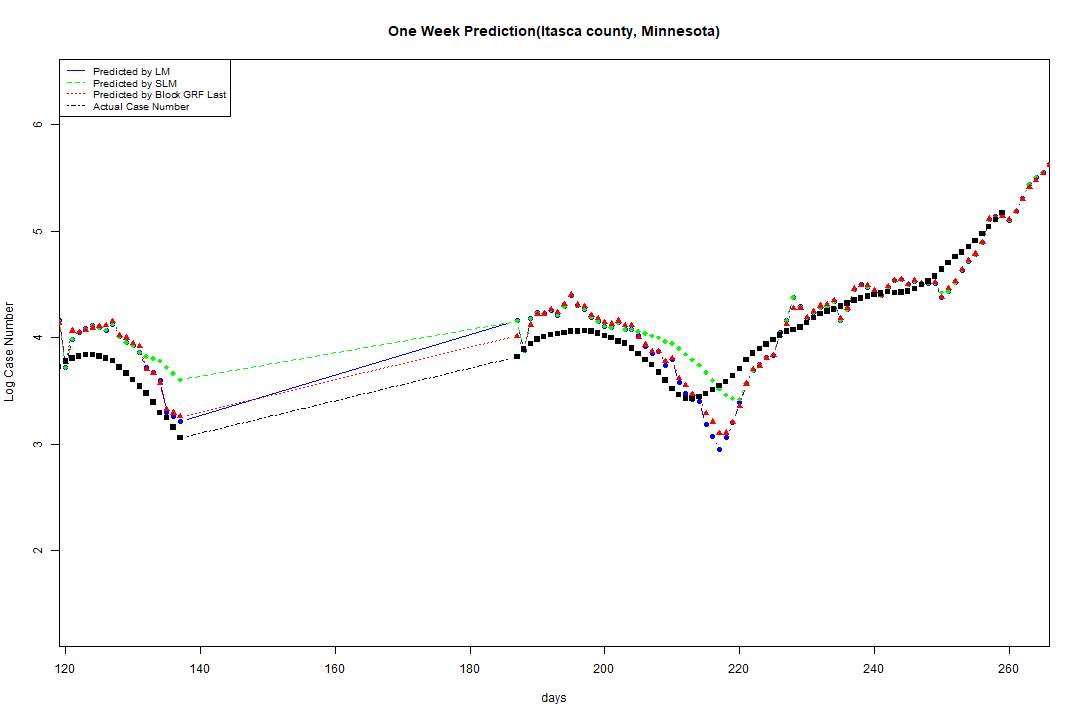 One Week Prediction(Itasca county, Minnesota)
Predicted by LM
Predicted by SLM
Predicted by Block GRF Last
Actual Case Number
6
5
4
3
2
Log Case Number
120 140 160 180 200 220 240 260
days